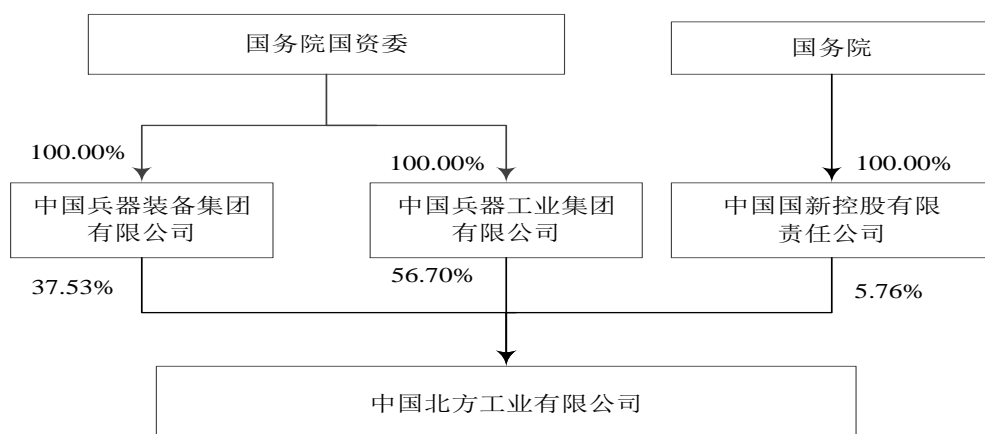 国务院国资委
国务院
100.00%
100.00%
100.00%
中国兵器装备集团
有限公司
中国兵器工业集团
有限公司
中国国新控股有限
责任公司
37.53%
56.70%
5.76%
中国北方工业有限公司